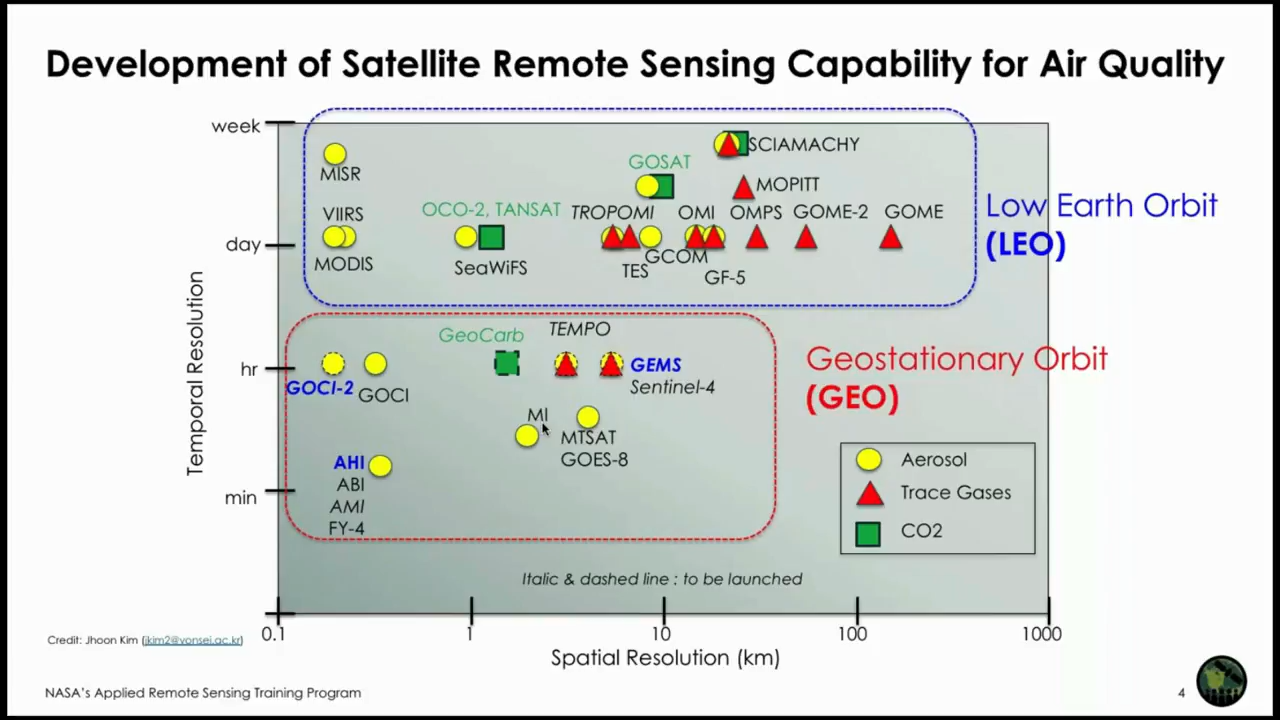 Development of Satellite Remote Sensing Capability for Air Quality
week
SCIAMACHY
GOSAT
MISR
MOPITT
VIIRS
OCO-2, TANSAT
TROPOMI
OMI
OMPS
GOME-2
GOME
Low Earth Orbit
(LEO)
day
MODIS
SeaWiFS
TES
GCOM
GF-5
Temporal Resolution
GeoCarb
TEMPO
Geostationary Orbit
(GEO)
hr
GOCI-2
GOCI
GEMS
Sentinel-4
MI
MTSAT
GOES-8
AHI
ABI
AMI
FY-4
min
Aerosol
Trace Gases
CO2
Italic & dashed line : to be launched
0.1
1
10
100
1000
Spatial Resolution (km)
Credit: Jhoon Kim (jkim2@yonsei.ac.kr)
NASA's Applied Remote Sensing Training Program
4